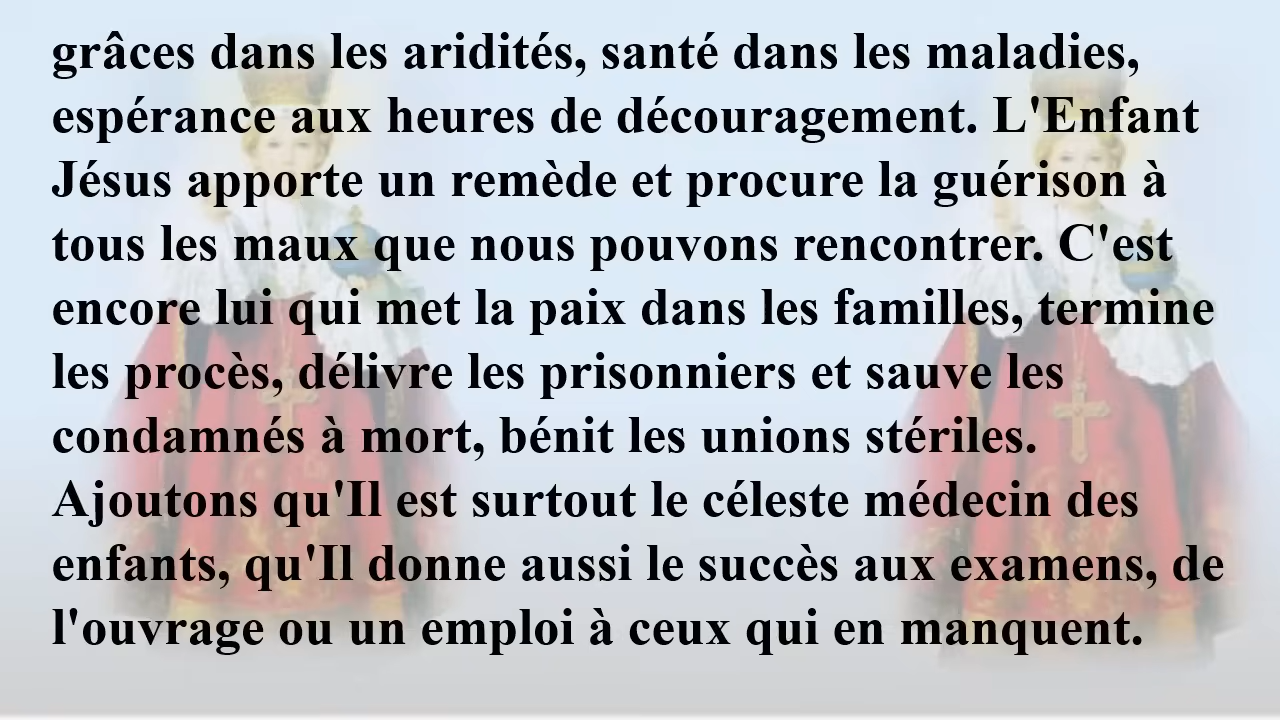 grâces dans les aridités, santé dans les maladies,
espérance aux heures de découragement. L'Enfant
Jésus apporte un remède et procure la guérison à
tous les maux que nous pouvons rencontrer. C'est
encore lui qui met la paix dans les familles, termine
les procès, délivre les prisonniers et sauve les
condamnés à mort, bénit les unions stériles.
Ajoutons qu'Il est surtout le céleste médecin des
enfants, qu'Il donne aussi le succès aux examens, de
l'ouvrage ou un emploi à ceux qui en manquent.